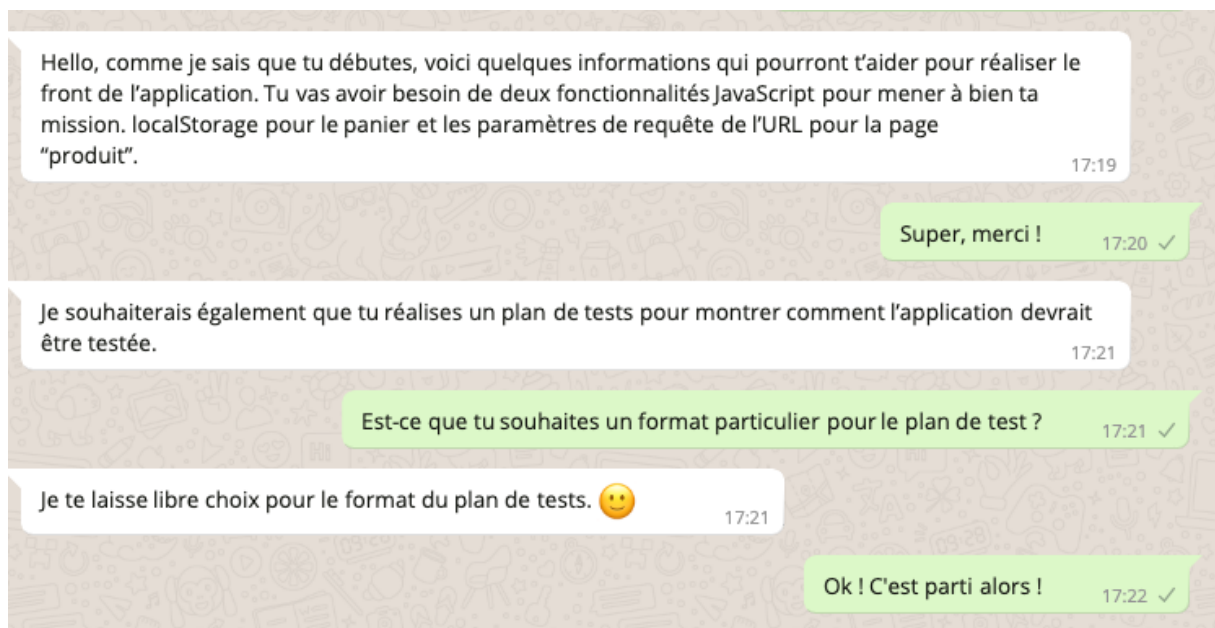 Hello, comme je sais que tu débutes, voici quelques informations qui pourront t’aider pour réaliser le
front de l’application. Tu vas avoir besoin de deux fonctionnalités JavaScript pour mener à bien ta
mission. localStorage pour le panier et les paramètres de requête de l’URL pour la page
“produit”.
17:19
Super, merci !
17:20
Je souhaiterais également que tu réalises un plan de tests pour montrer comment l’application devrait
être testée.
17:21
Est-ce que tu souhaites un format particulier pour le plan de test ?
17:21
Je te laisse libre choix pour le format du plan de tests. 🙂
17:21
Ok ! C'est parti alors !
17:22